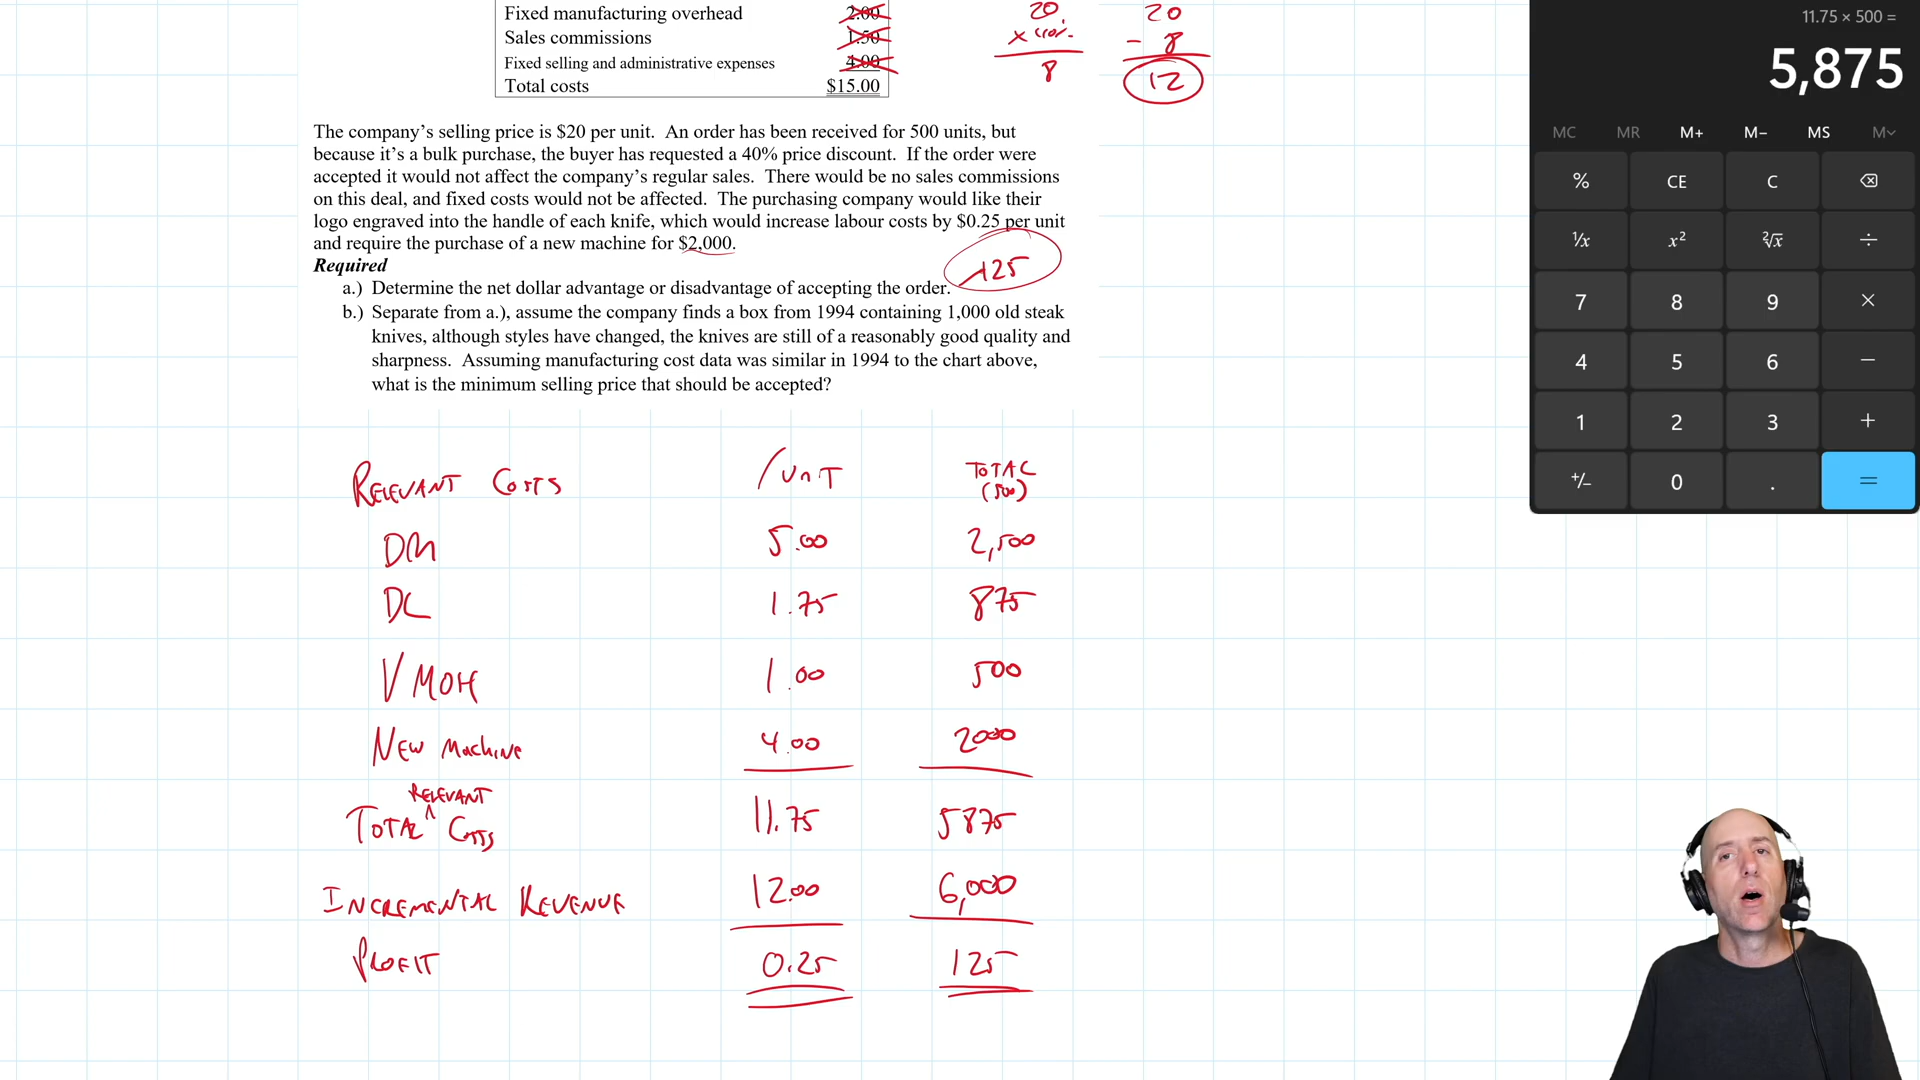 Fixed manufacturing overhead 2.00 20 20
Sales commissions 1.50 x 40% - 8
Fixed selling and administrative expenses 4.00 8 12
Total costs $15.00
The company's selling price is $20 per unit. An order has been received for 500 units, but
because it's a bulk purchase, the buyer has requested a 40% price discount. If the order were
accepted it would not affect the company's regular sales. There would be no sales commissions
on this deal, and fixed costs would not be affected. The purchasing company would like their
logo engraved into the handle of each knife, which would increase labour costs by $0.25 per unit
and require the purchase of a new machine for $2,000.
Required
125
a.) Determine the net dollar advantage or disadvantage of accepting the order.
b.) Separate from a.), assume the company finds a box from 1994 containing 1,000 old steak
knives, although styles have changed, the knives are still of a reasonably good quality and
sharpness. Assuming manufacturing cost data was similar in 1994 to the chart above,
what is the minimum selling price that should be accepted?
RELEVANT COSTS /UNIT TOTAL
(500)
DM 5.00 2,500
DL 1.75 875
VMOH 1.00 500
NEW MACHINE 4.00 2000
RELEVANT
TOTAL ^ COSTS 11.75 5875
INCREMENTAL REVENUE 12.00 6,000
PROFIT 0.25 125
11.75 × 500 =
5,875
MC MR M+ M− MS M˅
% CE C ⌫
¹/x x² ²√x ÷
7 8 9 ×
4 5 6 −
1 2 3 +
+/− 0 . =